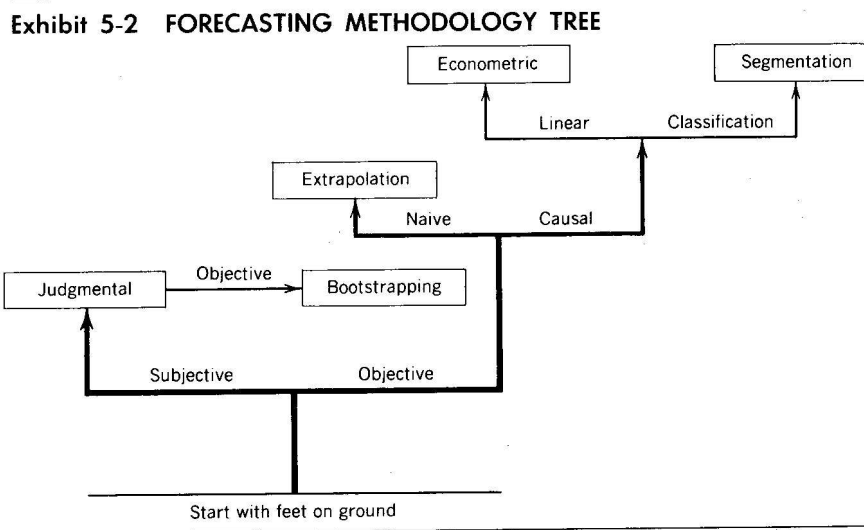 Exhibit 5-2 FORECASTING METHODOLOGY TREE
Econometric
Segmentation
Linear
Classification
Extrapolation
Naive
Causal
Judgmental
Objective
Bootstrapping
Subjective
Objective
Start with feet on ground